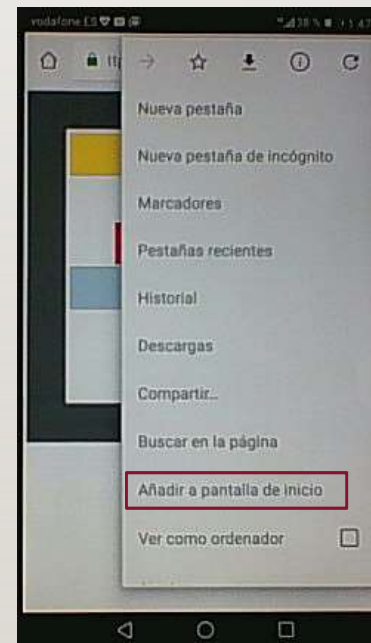 vodafone ES
38 %
Nueva pestaña
Nueva pestaña de incógnito
Marcadores
Pestañas recientes
Historial
Descargas
Compartir...
Buscar en la página
Añadir a pantalla de inicio
Ver como ordenador